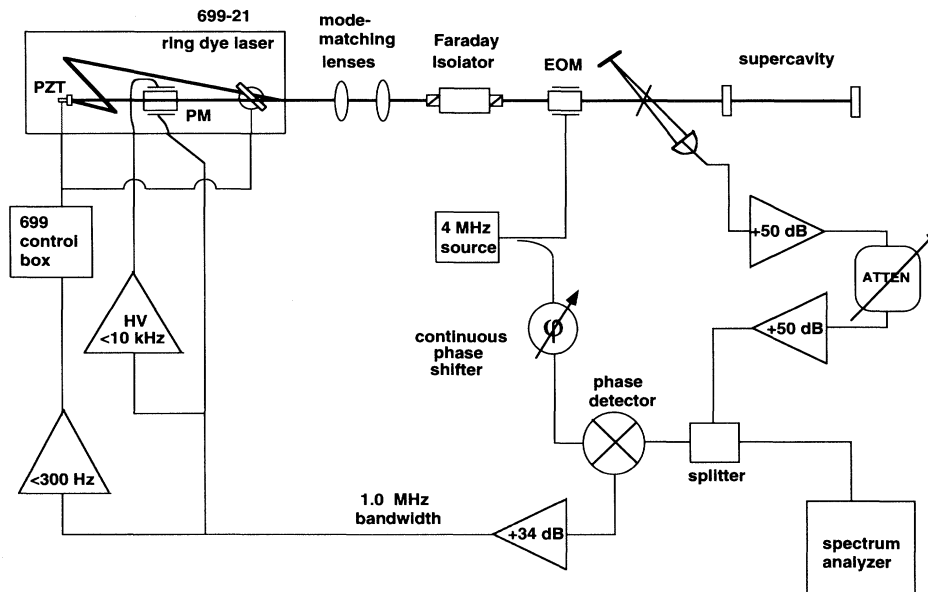 699-21
ring dye laser
PZT
PM
mode-
matching
lenses
Faraday
Isolator
EOM
supercavity
699
control
box
4 MHz
source
+50 dB
ATTEN
+50 dB
HV
<10 kHz
continuous
phase
shifter
φ
phase
detector
splitter
<300 Hz
1.0 MHz
bandwidth
+34 dB
spectrum
analyzer